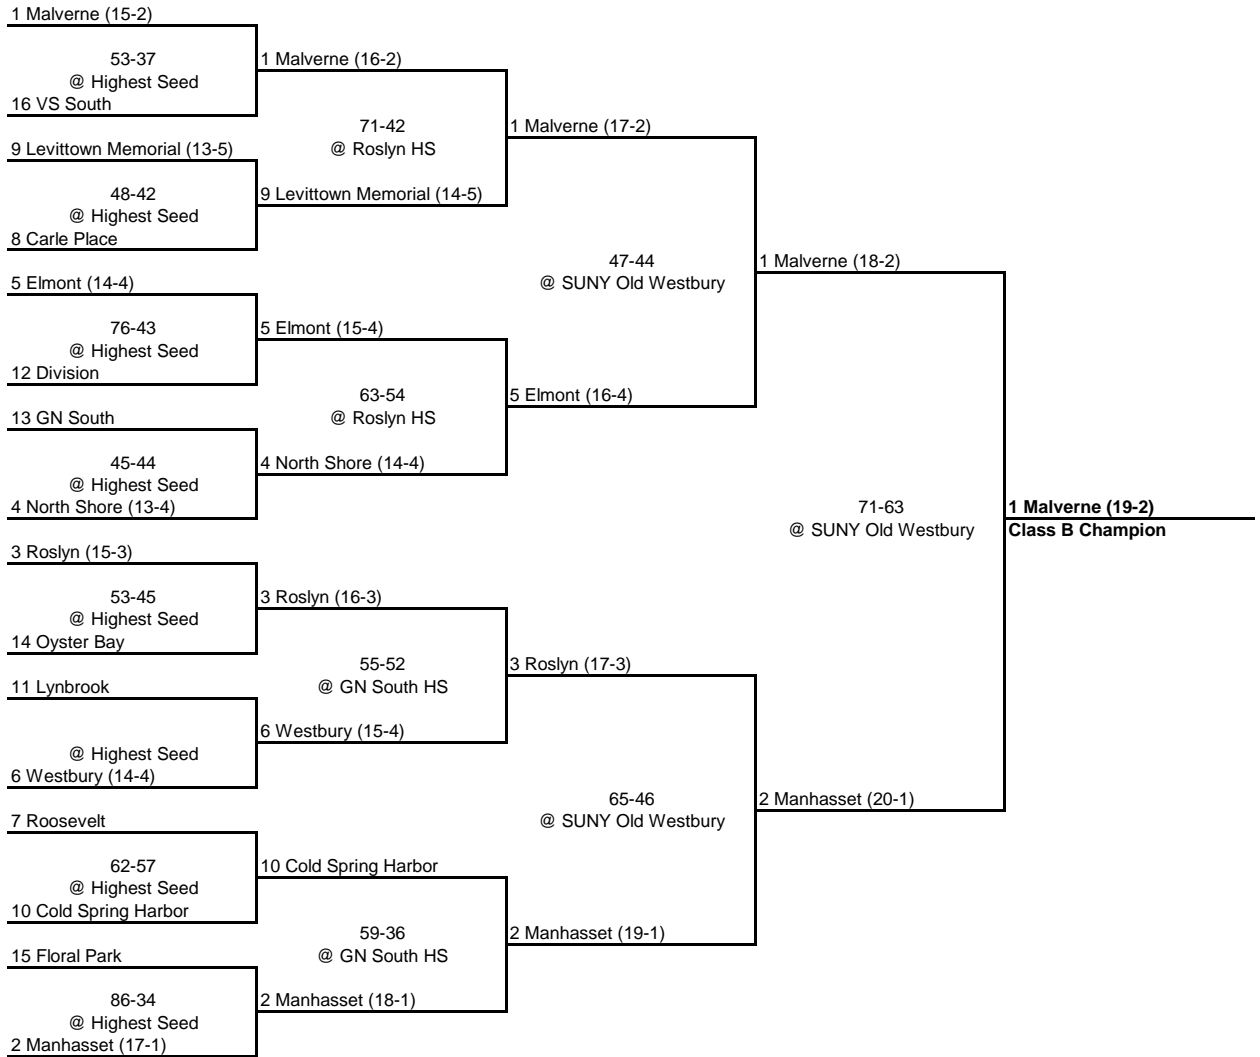 1 Malverne (15-2)
53-37
@ Highest Seed
16 VS South
1 Malverne (16-2)
9 Levittown Memorial (13-5)
48-42
@ Highest Seed
8 Carle Place
9 Levittown Memorial (14-5)
71-42
@ Roslyn HS
1 Malverne (17-2)
5 Elmont (14-4)
76-43
@ Highest Seed
12 Division
5 Elmont (15-4)
13 GN South
45-44
@ Highest Seed
4 North Shore (13-4)
4 North Shore (14-4)
63-54
@ Roslyn HS
5 Elmont (16-4)
47-44
@ SUNY Old Westbury
1 Malverne (18-2)
3 Roslyn (15-3)
53-45
@ Highest Seed
14 Oyster Bay
3 Roslyn (16-3)
11 Lynbrook
@ Highest Seed
6 Westbury (14-4)
6 Westbury (15-4)
55-52
@ GN South HS
3 Roslyn (17-3)
7 Roosevelt
62-57
@ Highest Seed
10 Cold Spring Harbor
10 Cold Spring Harbor
15 Floral Park
86-34
@ Highest Seed
2 Manhasset (17-1)
2 Manhasset (18-1)
59-36
@ GN South HS
2 Manhasset (19-1)
65-46
@ SUNY Old Westbury
2 Manhasset (20-1)
71-63
@ SUNY Old Westbury
1 Malverne (19-2)
Class B Champion